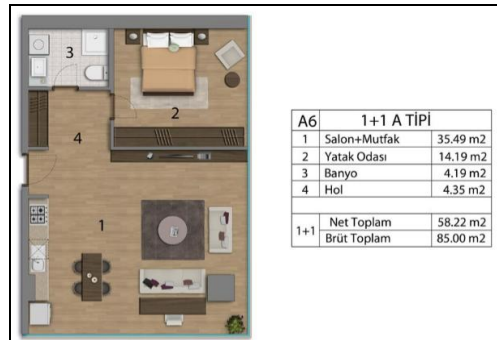 3
2
4
1
A6 1+1 A TİPİ
1 Salon+Mutfak 35.49 m2
2 Yatak Odası 14.19 m2
3 Banyo 4.19 m2
4 Hol 4.35 m2
1+1 Net Toplam 58.22 m2
Brüt Toplam 85.00 m2